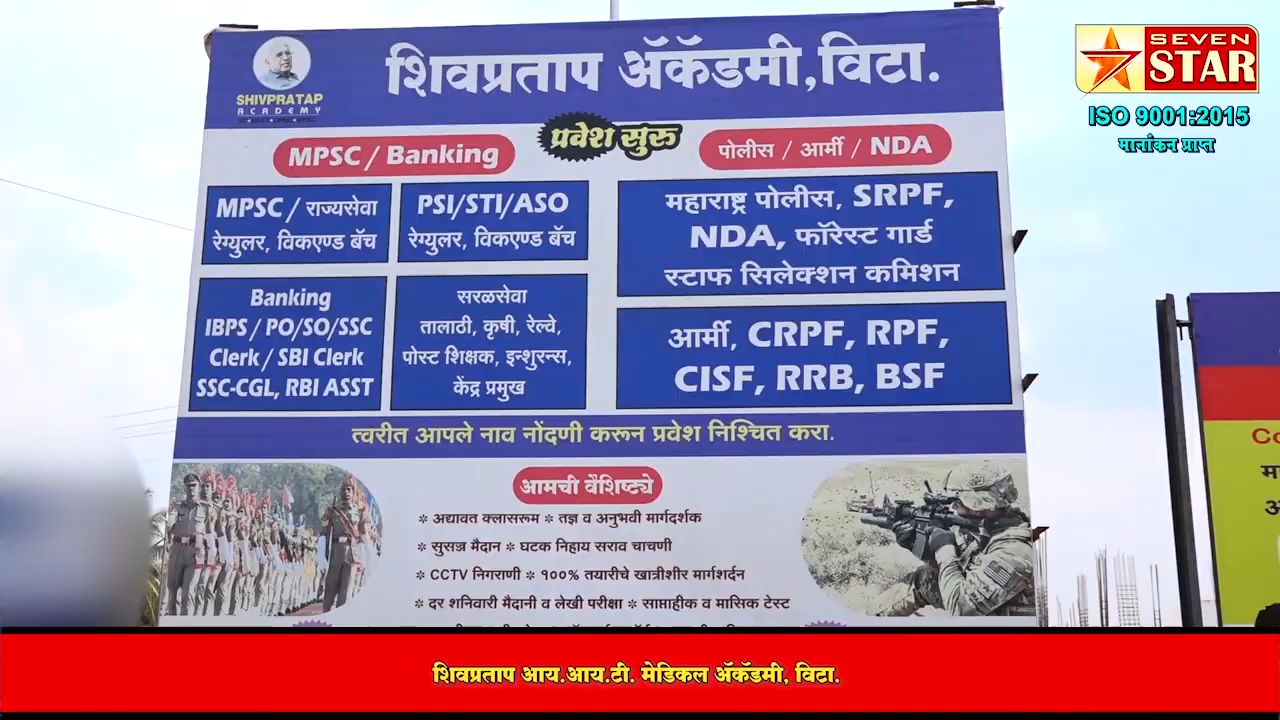 शिवप्रताप ॲकॅडमी,विटा.
SHIVPRATAP
ACADEMY
SEVEN
STAR
ISO 9001:2015
मानांकन प्राप्त
प्रवेश सुरु
MPSC / Banking
पोलीस / आर्मी / NDA
MPSC / राज्यसेवा
रेग्युलर, विकएण्ड बॅच
PSI/STI/ASO
रेग्युलर, विकएण्ड बॅच
महाराष्ट्र पोलीस, SRPF,
NDA, फॉरेस्ट गार्ड
स्टाफ सिलेक्शन कमिशन
Banking
IBPS / PO/SO/SSC
Clerk / SBI Clerk
SSC-CGL, RBI ASST
सरळसेवा
तालाठी, कृषी, रेल्वे,
पोस्ट शिक्षक, इन्शुरन्स,
केंद्र प्रमुख
आर्मी, CRPF, RPF,
CISF, RRB, BSF
त्वरीत आपले नाव नोंदणी करून प्रवेश निश्चित करा.
आमची वैशिष्ट्ये
* अद्यावत क्लासरूम * तज्ञ व अनुभवी मार्गदर्शक
* सुसज्ज मैदान * घटक निहाय सराव चाचणी
* CCTV निगराणी * १००% तयारीचे खात्रीशीर मार्गशर्दन
* दर शनिवारी मैदानी व लेखी परीक्षा * साप्ताहीक व मासिक टेस्ट
शिवप्रताप आय.आय.टी. मेडिकल ॲकॅडमी, विटा.